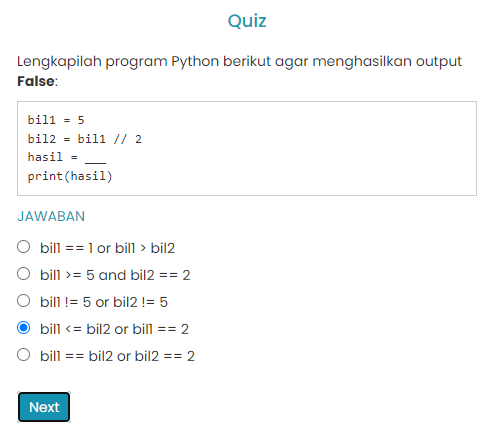 Quiz
Lengkapilah program Python berikut agar menghasilkan output
False:
bil1 = 5
bil2 = bil1 // 2
hasil = ___
print(hasil)
JAWABAN
bil1 == 1 or bil1 > bil2
bil1 >= 5 and bil2 == 2
bil1 != 5 or bil2 != 5
bil1 <= bil2 or bil1 == 2
bil1 == bil2 or bil2 == 2
Next